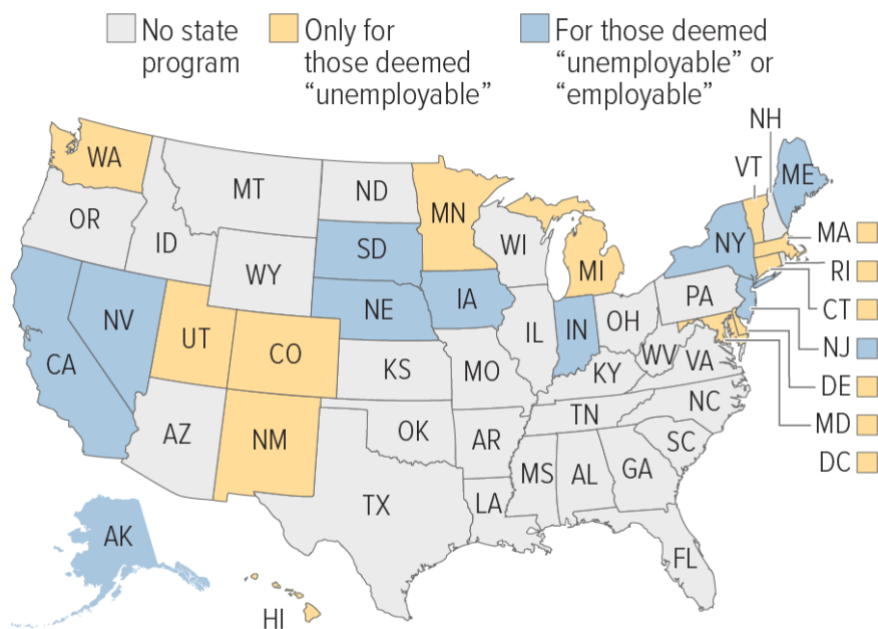 No state
program
Only for
those deemed
“unemployable”
For those deemed
“unemployable” or
“employable”
NH
VT
ME
WA
MT
ND
MN
OR
ID
WY
SD
WI
MI
NY
MA
RI
CT
NJ
DE
MD
DC
NV
CA
UT
CO
NE
IA
IL
IN
OH
PA
WV
VA
KS
MO
KY
NC
TN
SC
AZ
NM
OK
AR
MS
AL
GA
LA
TX
FL
AK
HI